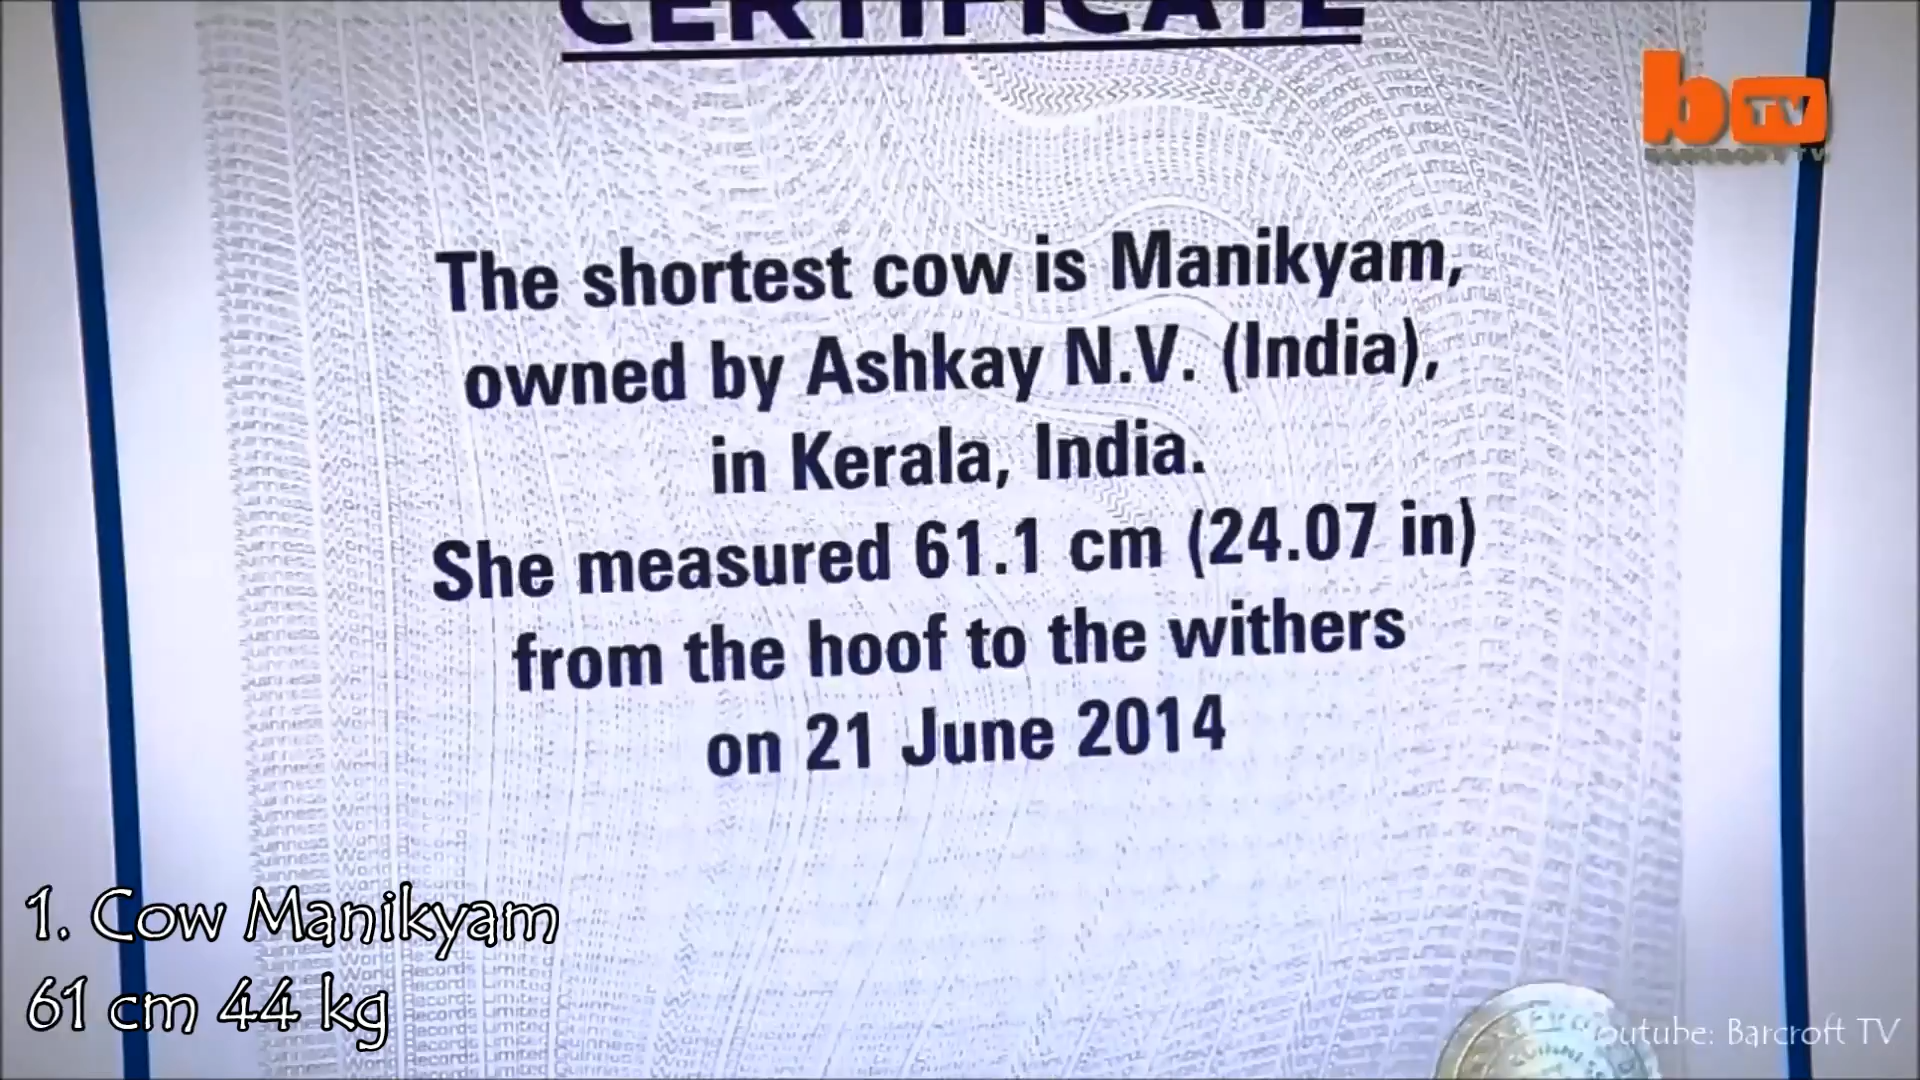 CERTIFICATE
bTV
BARCROFT TV
The shortest cow is Manikyam,
owned by Ashkay N.V. (India),
in Kerala, India.
She measured 61.1 cm (24.07 in)
from the hoof to the withers
on 21 June 2014
1. Cow Manikyam
61 cm 44 kg
outube: Barcroft TV